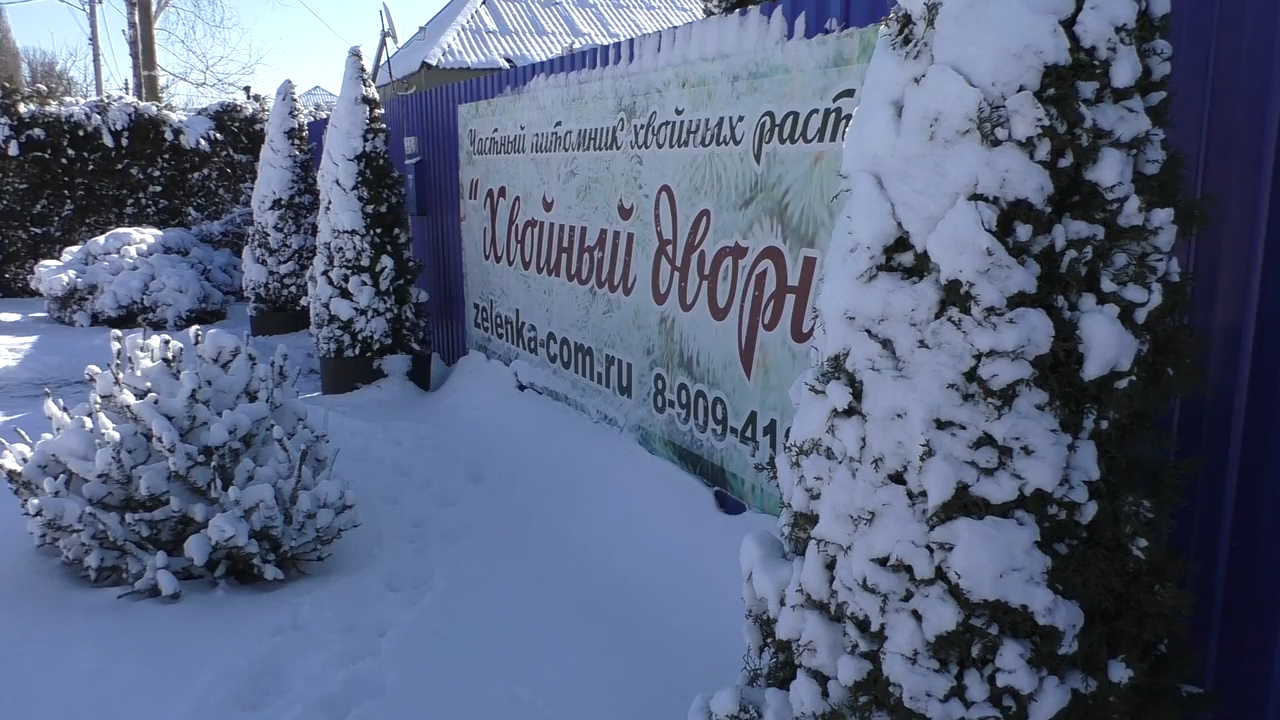 Частный питомник хвойных раст
"Хвойный двор
zelenka-com.ru 8-909-41